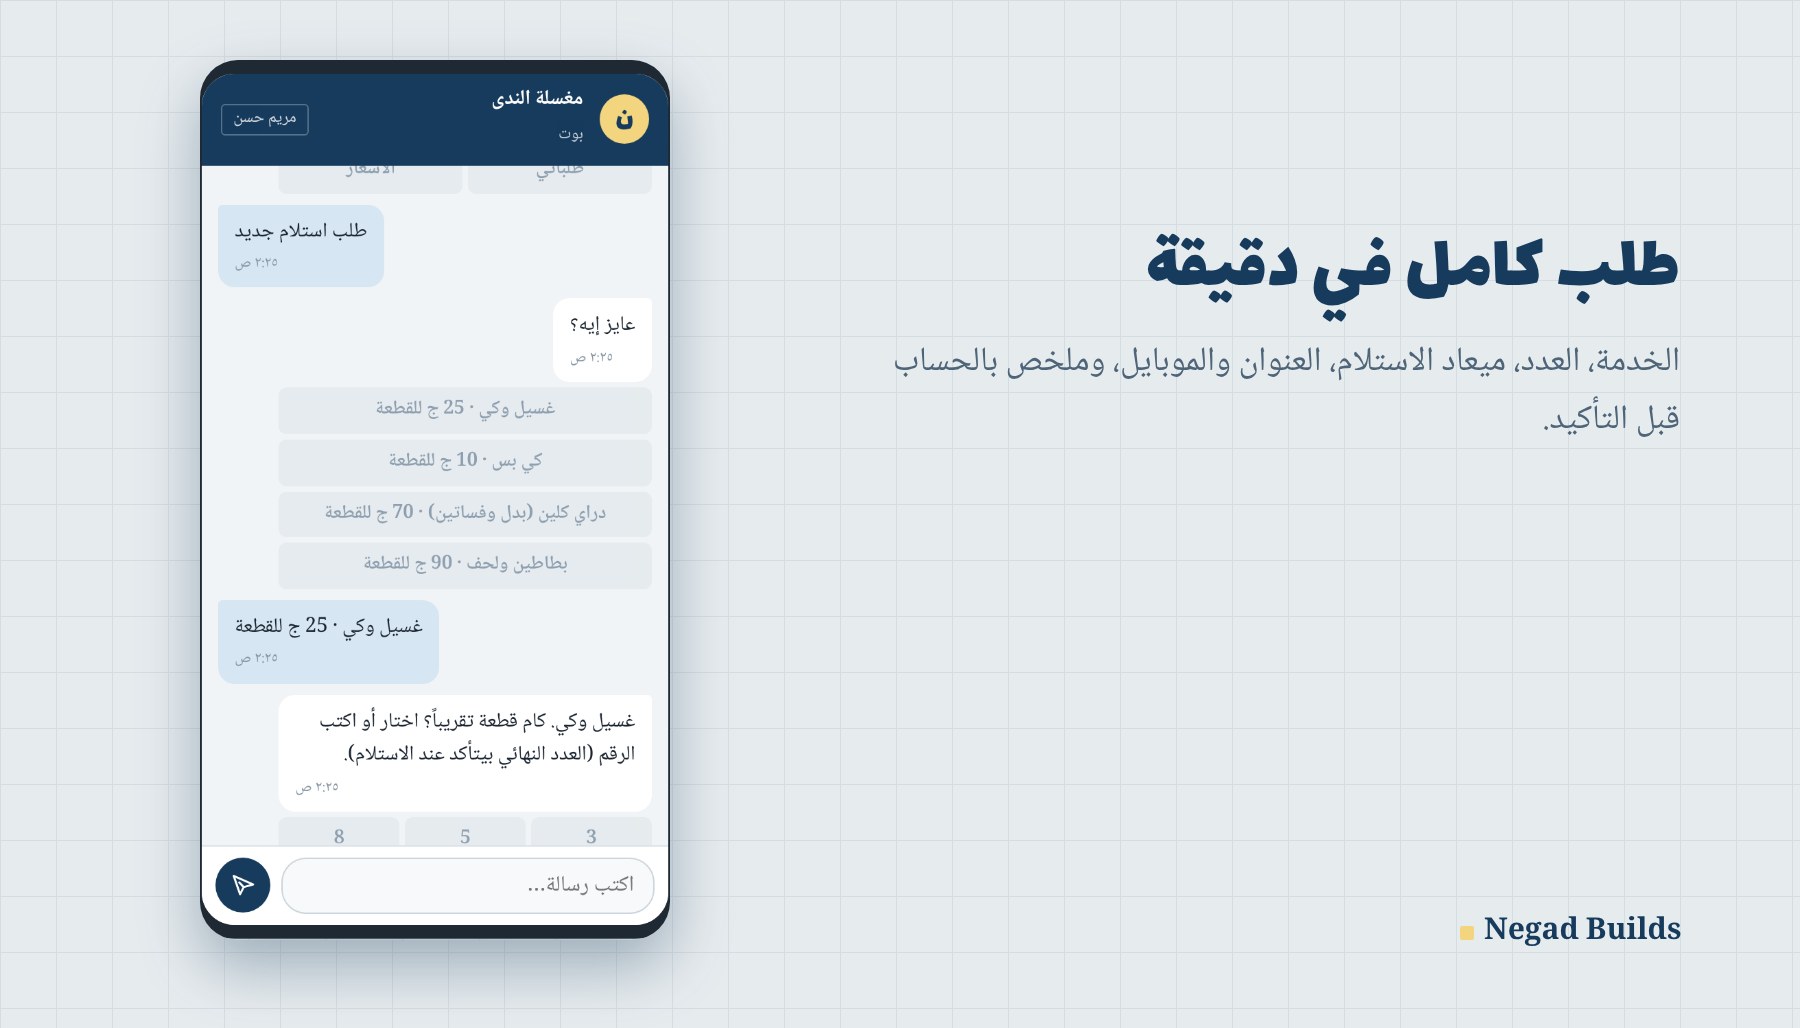 طلب كامل في دقيقة
الخدمة، العدد، ميعاد الاستلام، العنوان والموبايل، وملخص بالحساب
قبل التأكيد.
مغسلة الندى
ن
بوت
مريم حسن
طلباتي
الأسعار
طلب استلام جديد
٢:٢٥ ص
عايز إيه؟
٢:٢٥ ص
غسيل وكي · 25 ج للقطعة
كي بس · 10 ج للقطعة
دراي كلين (بدل وفساتين) · 70 ج للقطعة
بطاطين ولحف · 90 ج للقطعة
غسيل وكي · 25 ج للقطعة
٢:٢٥ ص
غسيل وكي. كام قطعة تقريباً؟ اختار أو اكتب
الرقم (العدد النهائي بيتأكد عند الاستلام).
٢:٢٥ ص
3
5
8
اكتب رسالة...
Negad Builds